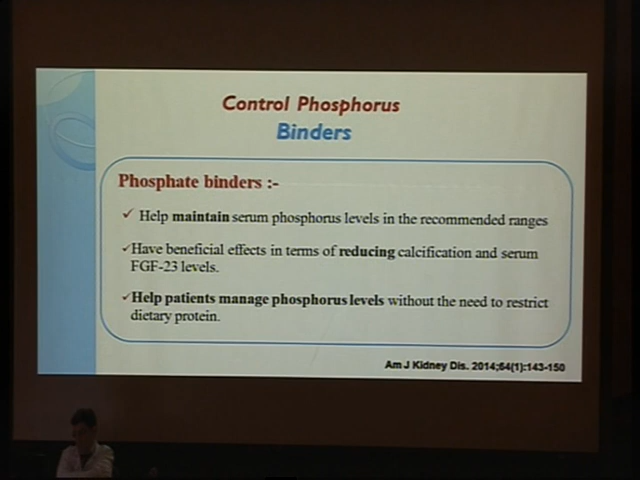 Control Phosphorus
Binders
Phosphate binders :-
✓ Help maintain serum phosphorus levels in the recommended ranges
✓Have beneficial effects in terms of reducing calcification and serum
FGF-23 levels.
✓Help patients manage phosphorus levels without the need to restrict
dietary protein.
Am J Kidney Dis. 2014;64(1):143-150